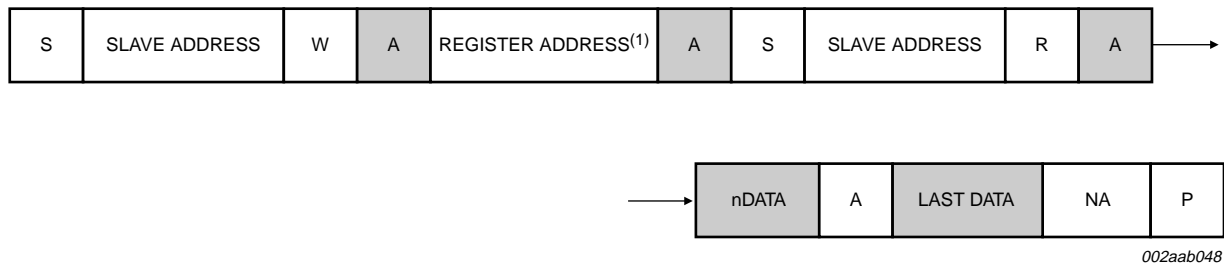 S SLAVE ADDRESS W A REGISTER ADDRESS(1) A S SLAVE ADDRESS R A
nDATA A LAST DATA NA P
002aab048